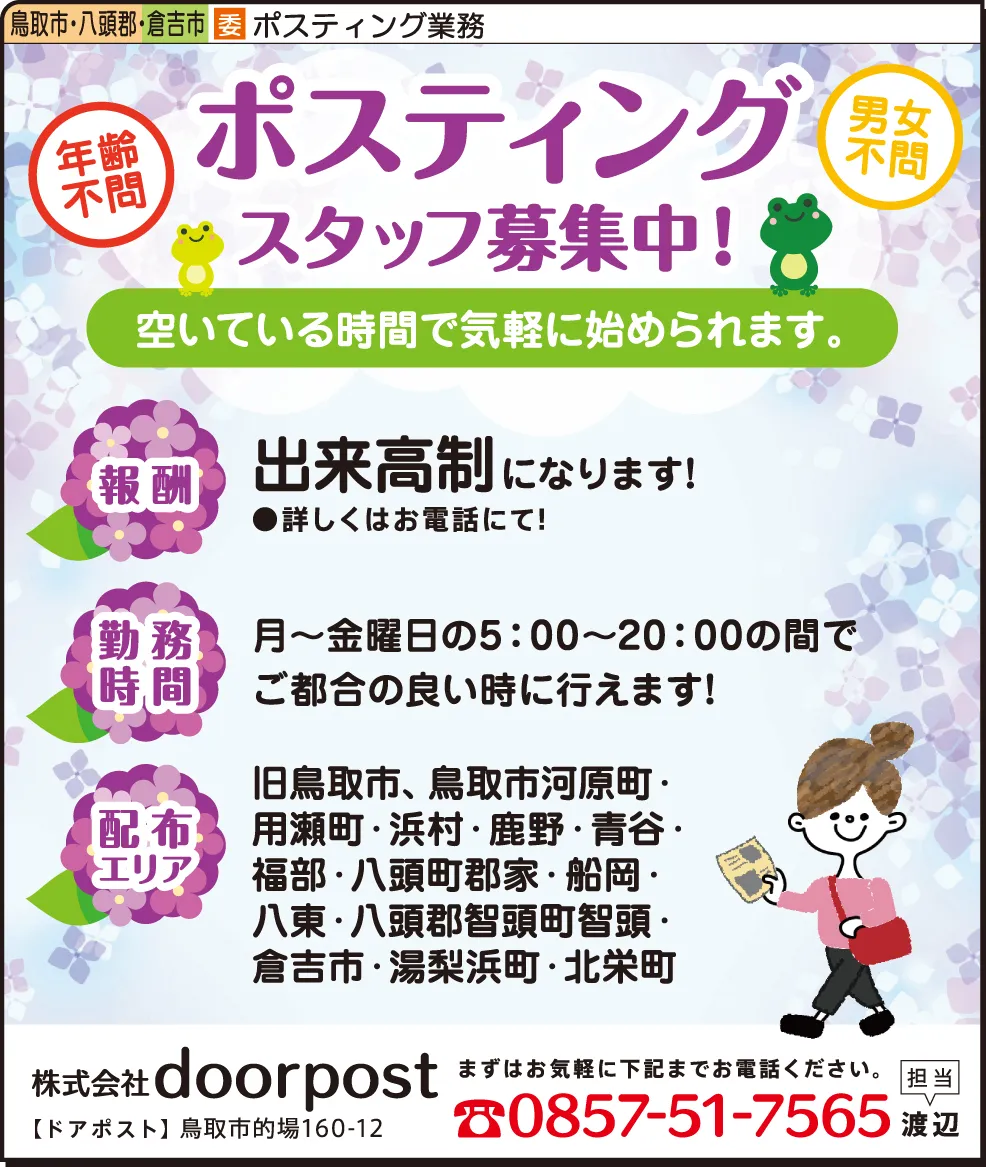 鳥取市・八頭郡・倉吉市 委 ポスティング業務
年齢
不問
ポスティング
男女
不問
スタッフ募集中!
空いている時間で気軽に始められます。
報酬
出来高制になります!
●詳しくはお電話にて!
勤務
時間
月〜金曜日の5:00〜20:00の間で
ご都合の良い時に行えます!
配布
エリア
旧鳥取市、鳥取市河原町・
用瀬町・浜村・鹿野・青谷・
福部・八頭町郡家・船岡・
八東・八頭郡智頭町智頭・
倉吉市・湯梨浜町・北栄町
株式会社doorpost
【ドアポスト】鳥取市的場160-12
まずはお気軽に下記までお電話ください。
☎0857-51-7565
担当
渡辺